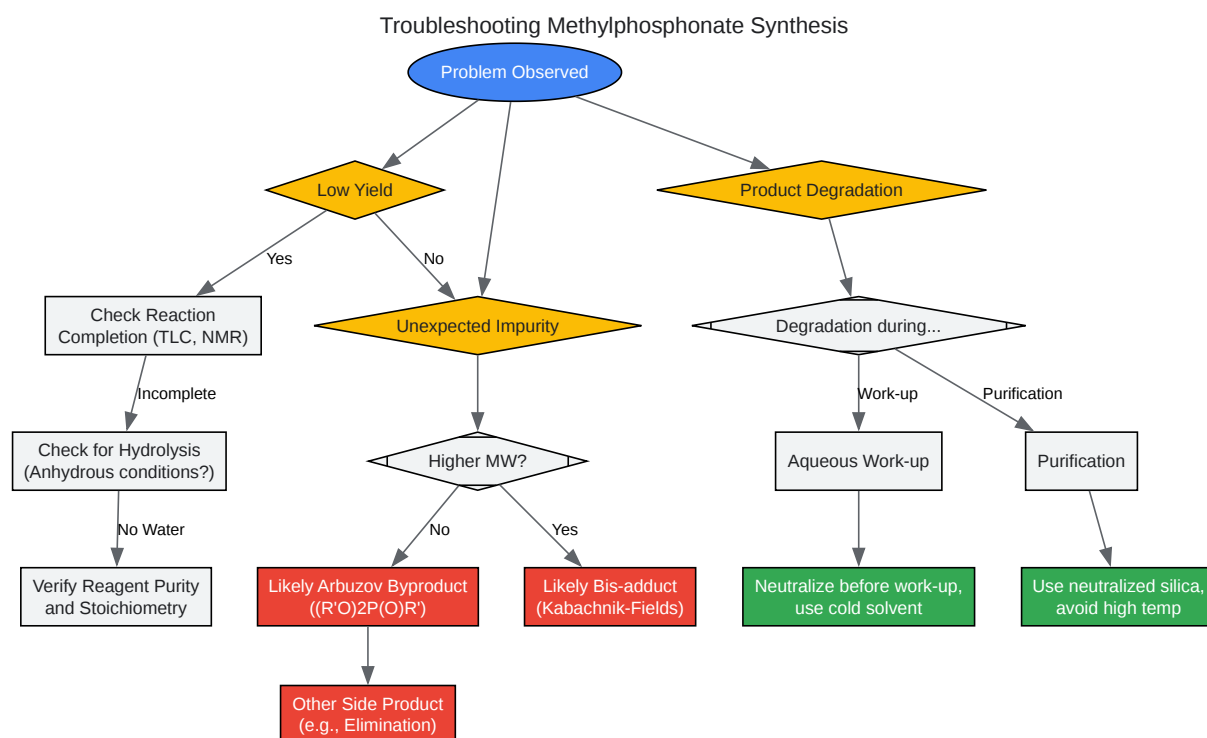 Troubleshooting Methylphosphonate Synthesis
Problem Observed
Low Yield
Product Degradation
Yes
No
Check Reaction
Completion (TLC, NMR)
Unexpected Impurity
Degradation during...
Incomplete
Work-up
Purification
Check for Hydrolysis
(Anhydrous conditions?)
Higher MW?
Aqueous Work-up
Purification
No Water
No
Yes
Verify Reagent Purity
and Stoichiometry
Likely Arbuzov Byproduct
((R'O)2P(O)R')
Likely Bis-adduct
(Kabachnik-Fields)
Neutralize before work-up,
use cold solvent
Use neutralized silica,
avoid high temp
Other Side Product
(e.g., Elimination)